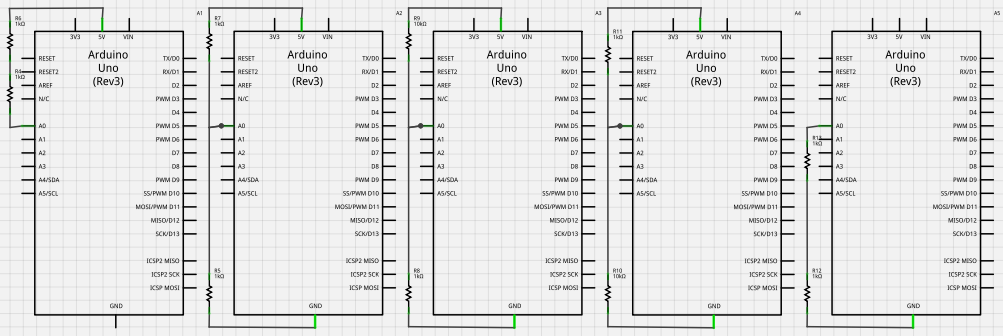 R6
1kΩ
5V
3V3
VIN
Arduino
Uno
(Rev3)
R4
1kΩ
RESET
RESET2
AREF
N/C
A0
A1
A2
A3
A4/SDA
A5/SCL
TX/D0
RX/D1
D2
PWM D3
D4
PWM D5
PWM D6
D7
D8
PWM D9
SS/PWM D10
MOSI/PWM D11
MISO/D12
SCK/D13
ICSP2 MISO
ICSP2 SCK
ICSP MOSI
GND
A1
R7
1kΩ
5V
3V3
VIN
Arduino
Uno
(Rev3)
RESET
RESET2
AREF
N/C
A0
A1
A2
A3
A4/SDA
A5/SCL
TX/D0
RX/D1
D2
PWM D3
D4
PWM D5
PWM D6
D7
D8
PWM D9
SS/PWM D10
MOSI/PWM D11
MISO/D12
SCK/D13
ICSP2 MISO
ICSP2 SCK
ICSP MOSI
R5
1kΩ
GND
A2
R9
10kΩ
5V
3V3
VIN
Arduino
Uno
(Rev3)
RESET
RESET2
AREF
N/C
A0
A1
A2
A3
A4/SDA
A5/SCL
TX/D0
RX/D1
D2
PWM D3
D4
PWM D5
PWM D6
D7
D8
PWM D9
SS/PWM D10
MOSI/PWM D11
MISO/D12
SCK/D13
ICSP2 MISO
ICSP2 SCK
ICSP MOSI
R8
1kΩ
GND
A3
R11
1kΩ
5V
3V3
VIN
Arduino
Uno
(Rev3)
RESET
RESET2
AREF
N/C
A0
A1
A2
A3
A4/SDA
A5/SCL
TX/D0
RX/D1
D2
PWM D3
D4
PWM D5
PWM D6
D7
D8
PWM D9
SS/PWM D10
MOSI/PWM D11
MISO/D12
SCK/D13
ICSP2 MISO
ICSP2 SCK
ICSP MOSI
R10
10kΩ
GND
A4
5V
3V3
VIN
Arduino
Uno
(Rev3)
RESET
RESET2
AREF
N/C
A0
A1
A2
A3
A4/SDA
A5/SCL
1kΩ
TX/D0
RX/D1
D2
PWM D3
D4
PWM D5
PWM D6
D7
D8
PWM D9
SS/PWM D10
MOSI/PWM D11
MISO/D12
SCK/D13
ICSP2 MISO
ICSP2 SCK
ICSP MOSI
R12
1kΩ
GND
A5